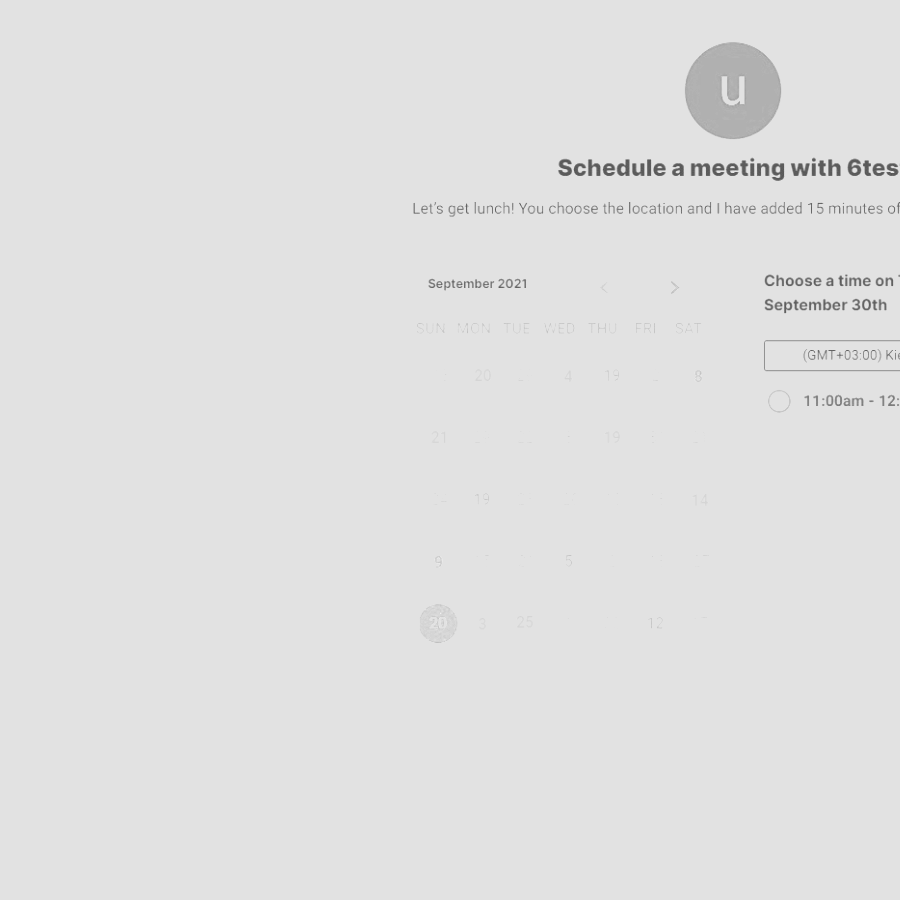 u
Schedule a meeting with 6tes
Let's get lunch! You choose the location and I have added 15 minutes of
September 2021
SUN MON TUE WED THU FRI SAT
20 4 19 8
21 19
19 14
9 5
20 3 25 12
Choose a time on
September 30th
(GMT+03:00) Kie
11:00am - 12: